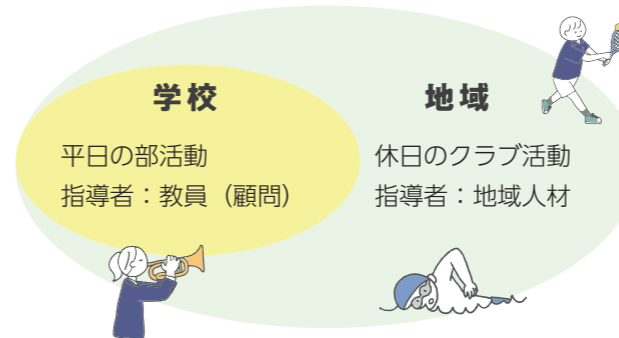 学校
平日の部活動
指導者：教員（顧問）
地域
休日のクラブ活動
指導者：地域人材